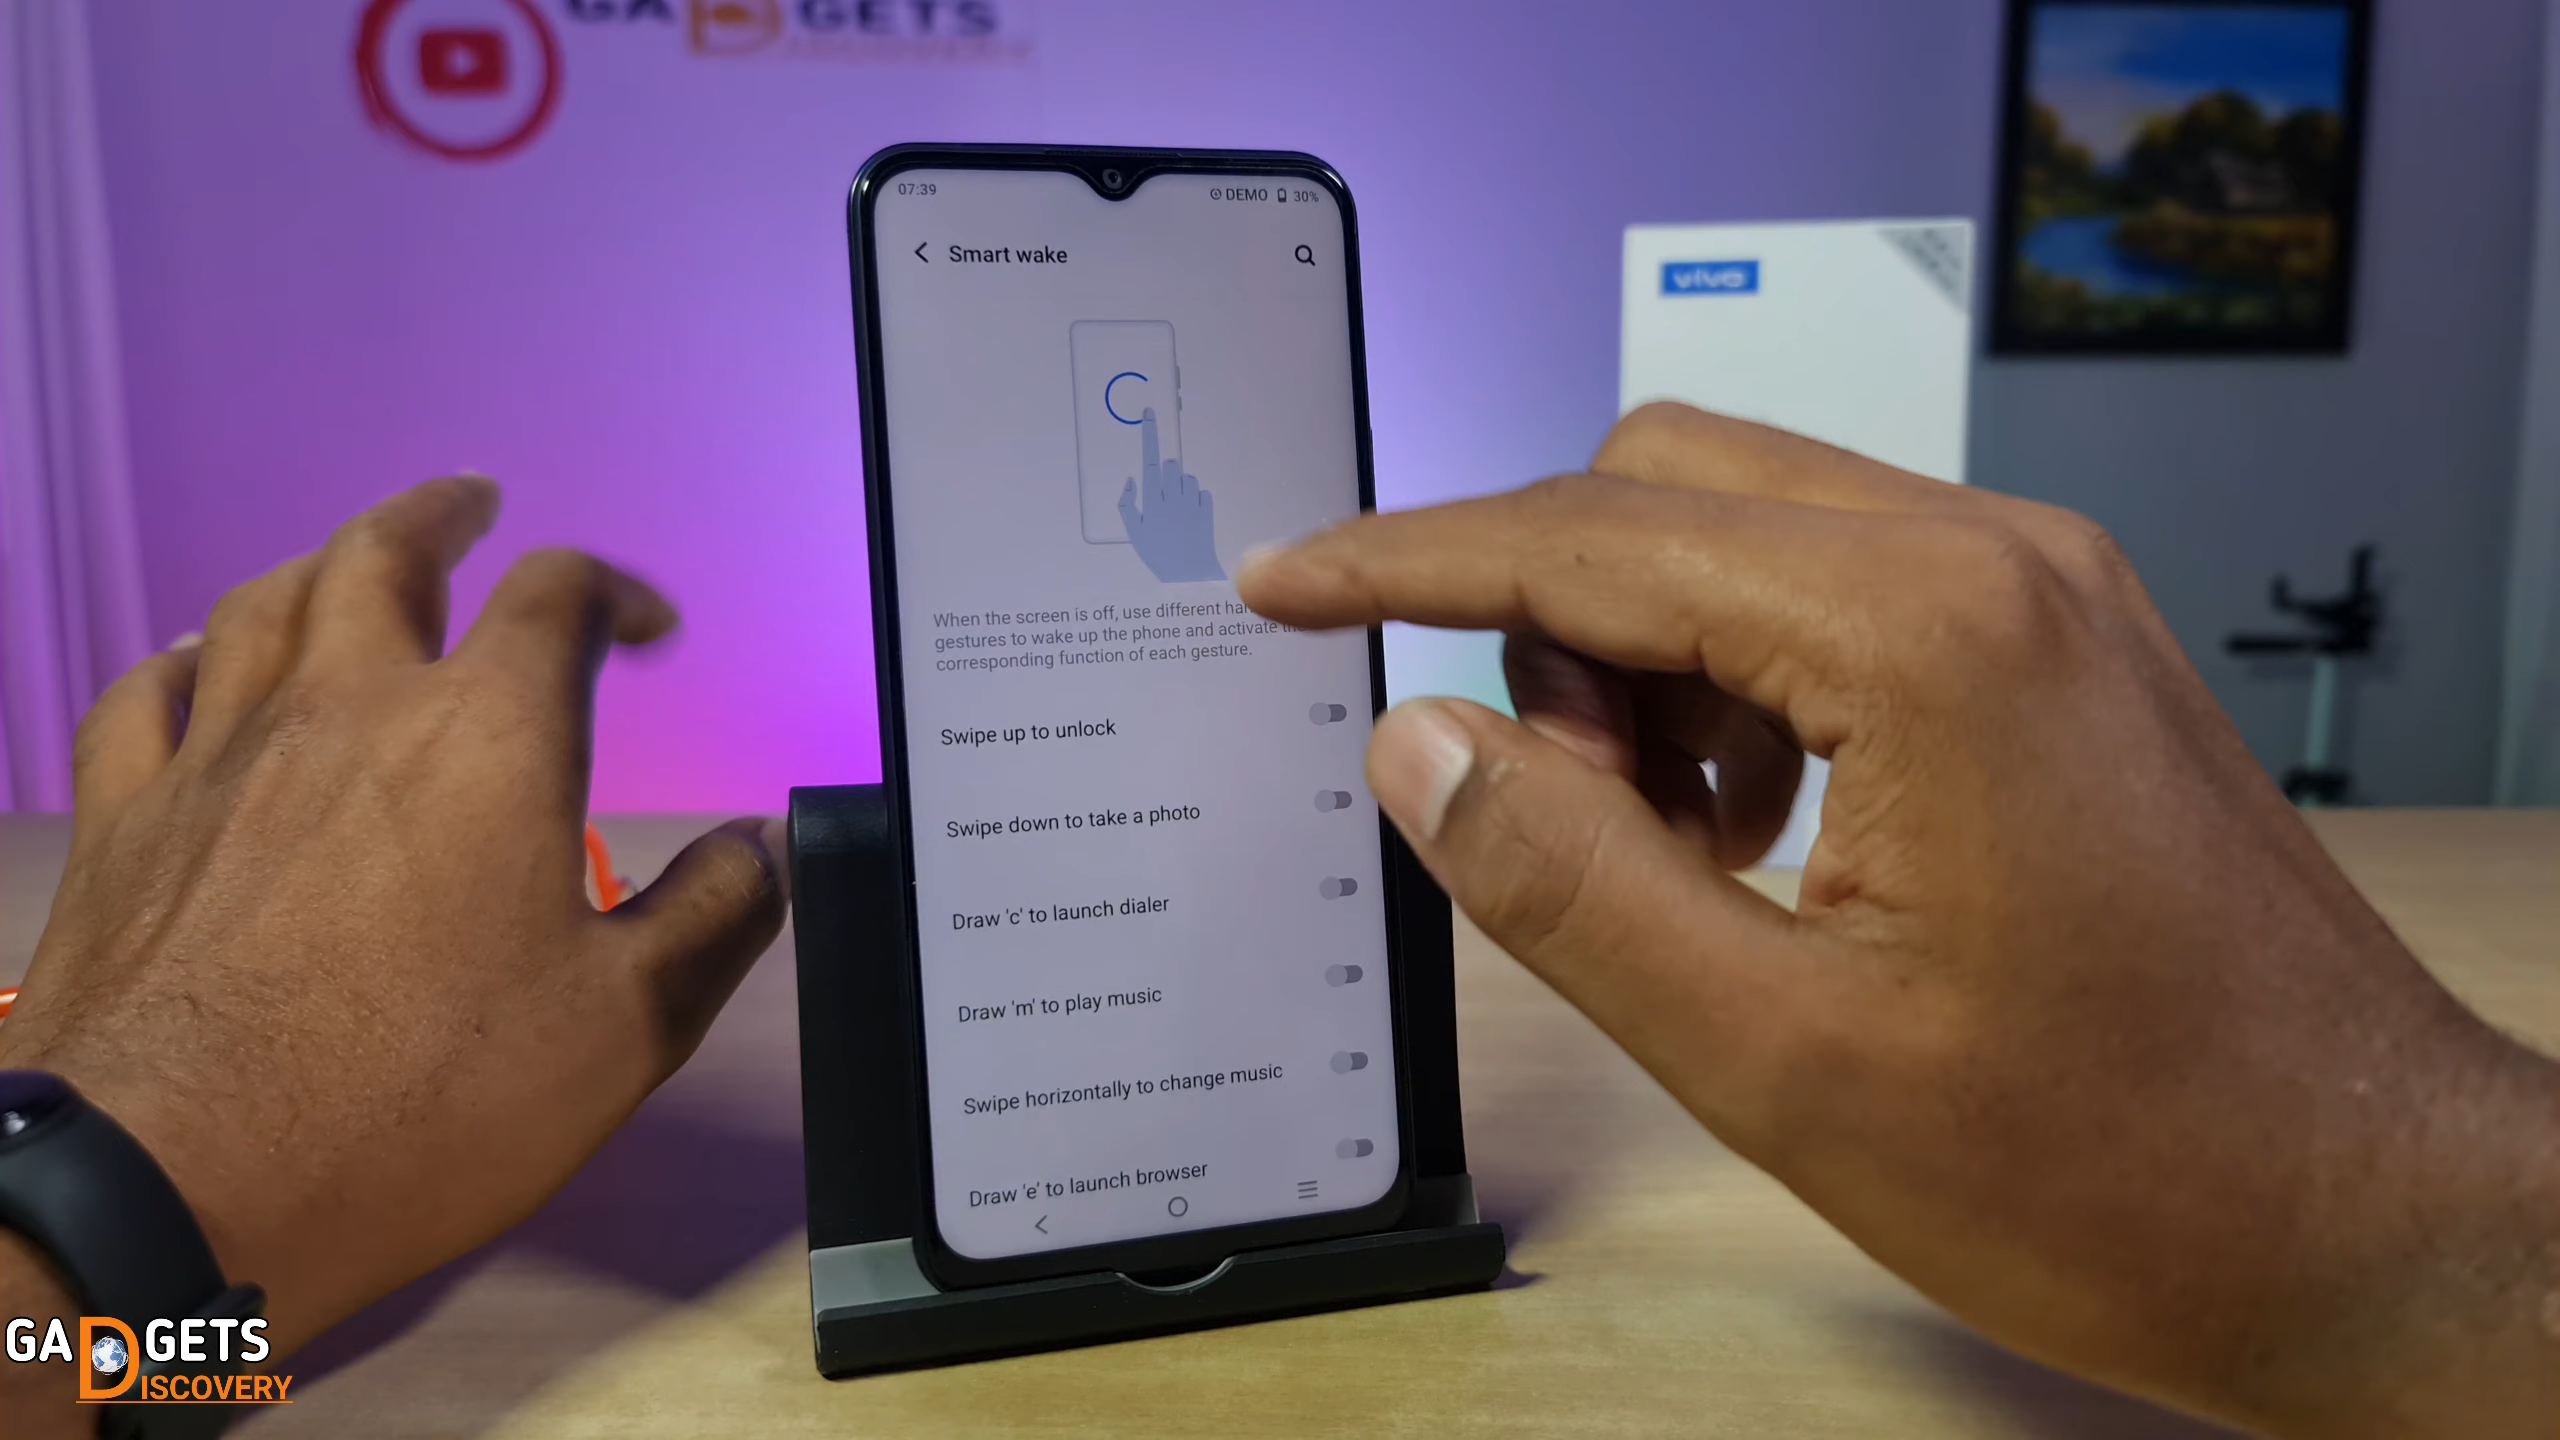 GADGETS
DISCOVERY
07:39
DEMO 30%
Smart wake
vivo
When the screen is off, use different
gestures to wake up the phone and activate
corresponding function of each gesture.
Swipe up to unlock
Swipe down to take a photo
Draw 'c' to launch dialer
Draw 'm' to play music
Swipe horizontally to change music
Draw 'e' to launch browser
GADGETS
DISCOVERY